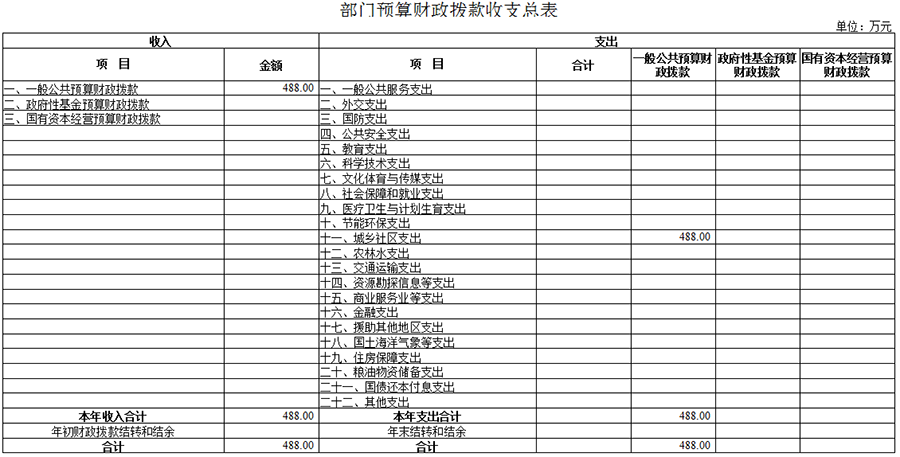 部门预算财政拨款收支总表
单位：万元
收入 支出
项 目 金额 项 目 合计 一般公共预算财政拨款 政府性基金预算财政拨款 国有资本经营预算财政拨款
一、一般公共预算财政拨款 488.00 一、一般公共服务支出
二、政府性基金预算财政拨款 二、外交支出
三、国有资本经营预算财政拨款 三、国防支出
四、公共安全支出
五、教育支出
六、科学技术支出
七、文化体育与传媒支出
八、社会保障和就业支出
九、医疗卫生与计划生育支出
十、节能环保支出
十一、城乡社区支出 488.00
十二、农林水支出
十三、交通运输支出
十四、资源勘探信息等支出
十五、商业服务业等支出
十六、金融支出
十七、援助其他地区支出
十八、国土海洋气象等支出
十九、住房保障支出
二十、粮油物资储备支出
二十一、国债还本付息支出
二十二、其他支出
本年收入合计 488.00 本年支出合计 488.00
年初财政拨款结转和结余 年末结转和结余
合计 488.00 合计 488.00